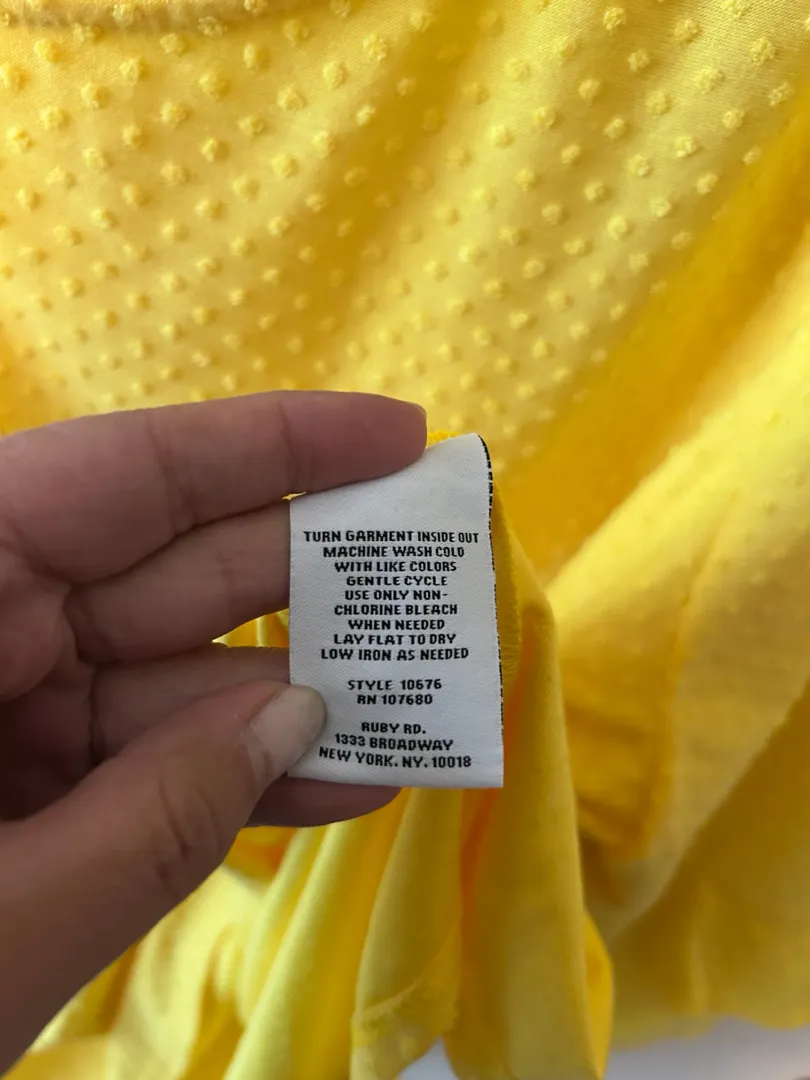 TURN GARMENT INSIDE OUT
MACHINE WASH COLD
WITH LIKE COLORS
GENTLE CYCLE
USE ONLY NON-
CHLORINE BLEACH
WHEN NEEDED
LAY FLAT TO DRY
LOW IRON AS NEEDED
STYLE 10676
RN 107680
RUBY RD.
1333 BROADWAY
NEW YORK. NY. 10018